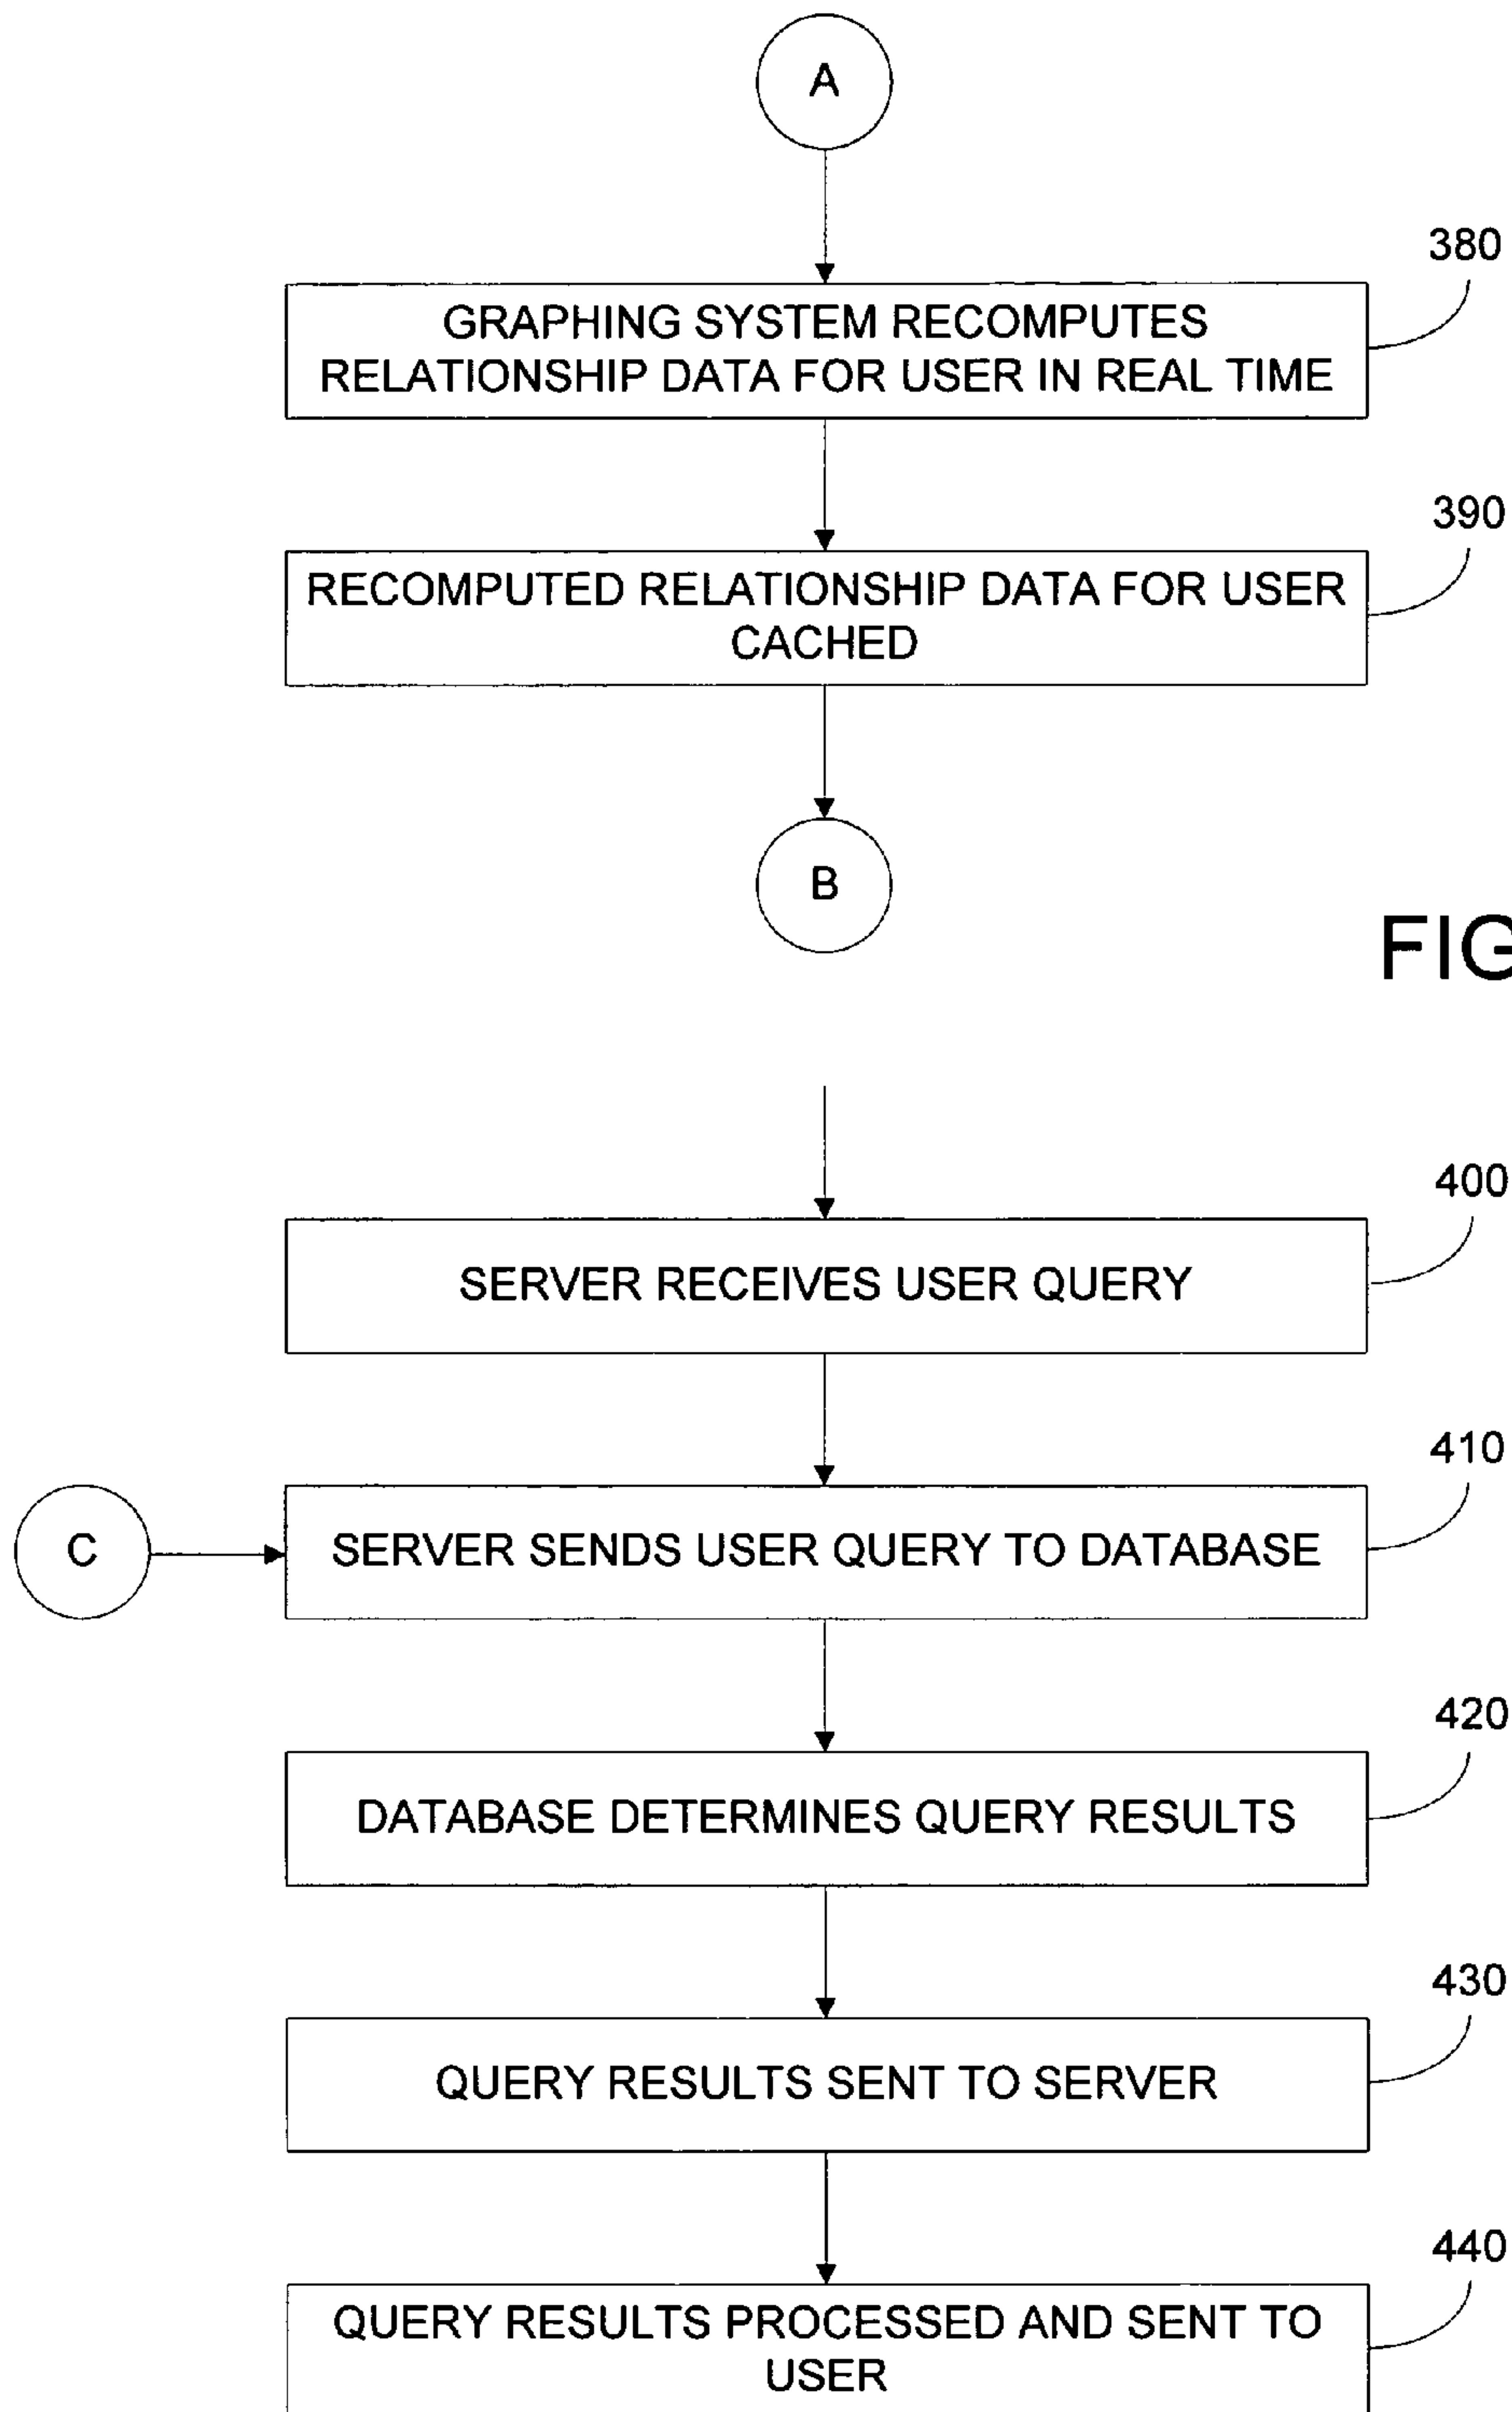 A
380
GRAPHING SYSTEM RECOMPUTES
RELATIONSHIP DATA FOR USER IN REAL TIME
390
RECOMPUTED RELATIONSHIP DATA FOR USER
CACHED
B
FIG
400
SERVER RECEIVES USER QUERY
410
C
SERVER SENDS USER QUERY TO DATABASE
420
DATABASE DETERMINES QUERY RESULTS
430
QUERY RESULTS SENT TO SERVER
440
QUERY RESULTS PROCESSED AND SENT TO
USER